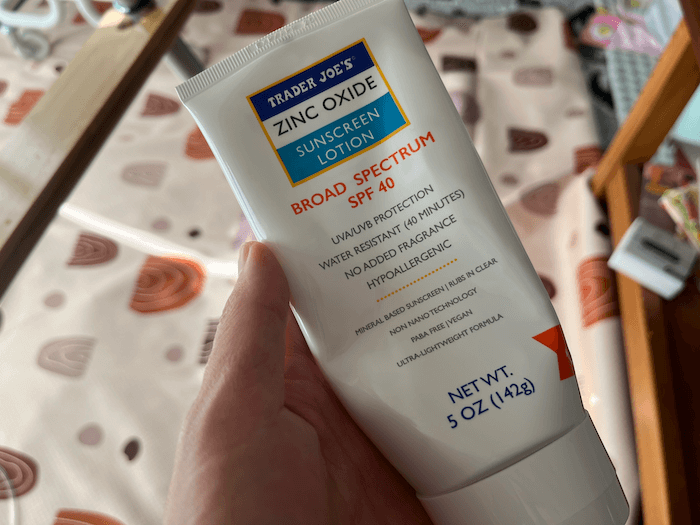 TRADER JOE'S
ZINC OXIDE
SUNSCREEN
LOTION
BROAD SPECTRUM
SPF 40
UVA/UVB PROTECTION
WATER RESISTANT (40 MINUTES)
NO ADDED FRAGRANCE
HYPOALLERGENIC
MINERAL BASED SUNSCREEN | RUBS IN CLEAR
NON NANO TECHNOLOGY
PABA FREE | VEGAN
ULTRA-LIGHTWEIGHT FORMULA
NET WT.
5 OZ (142g)